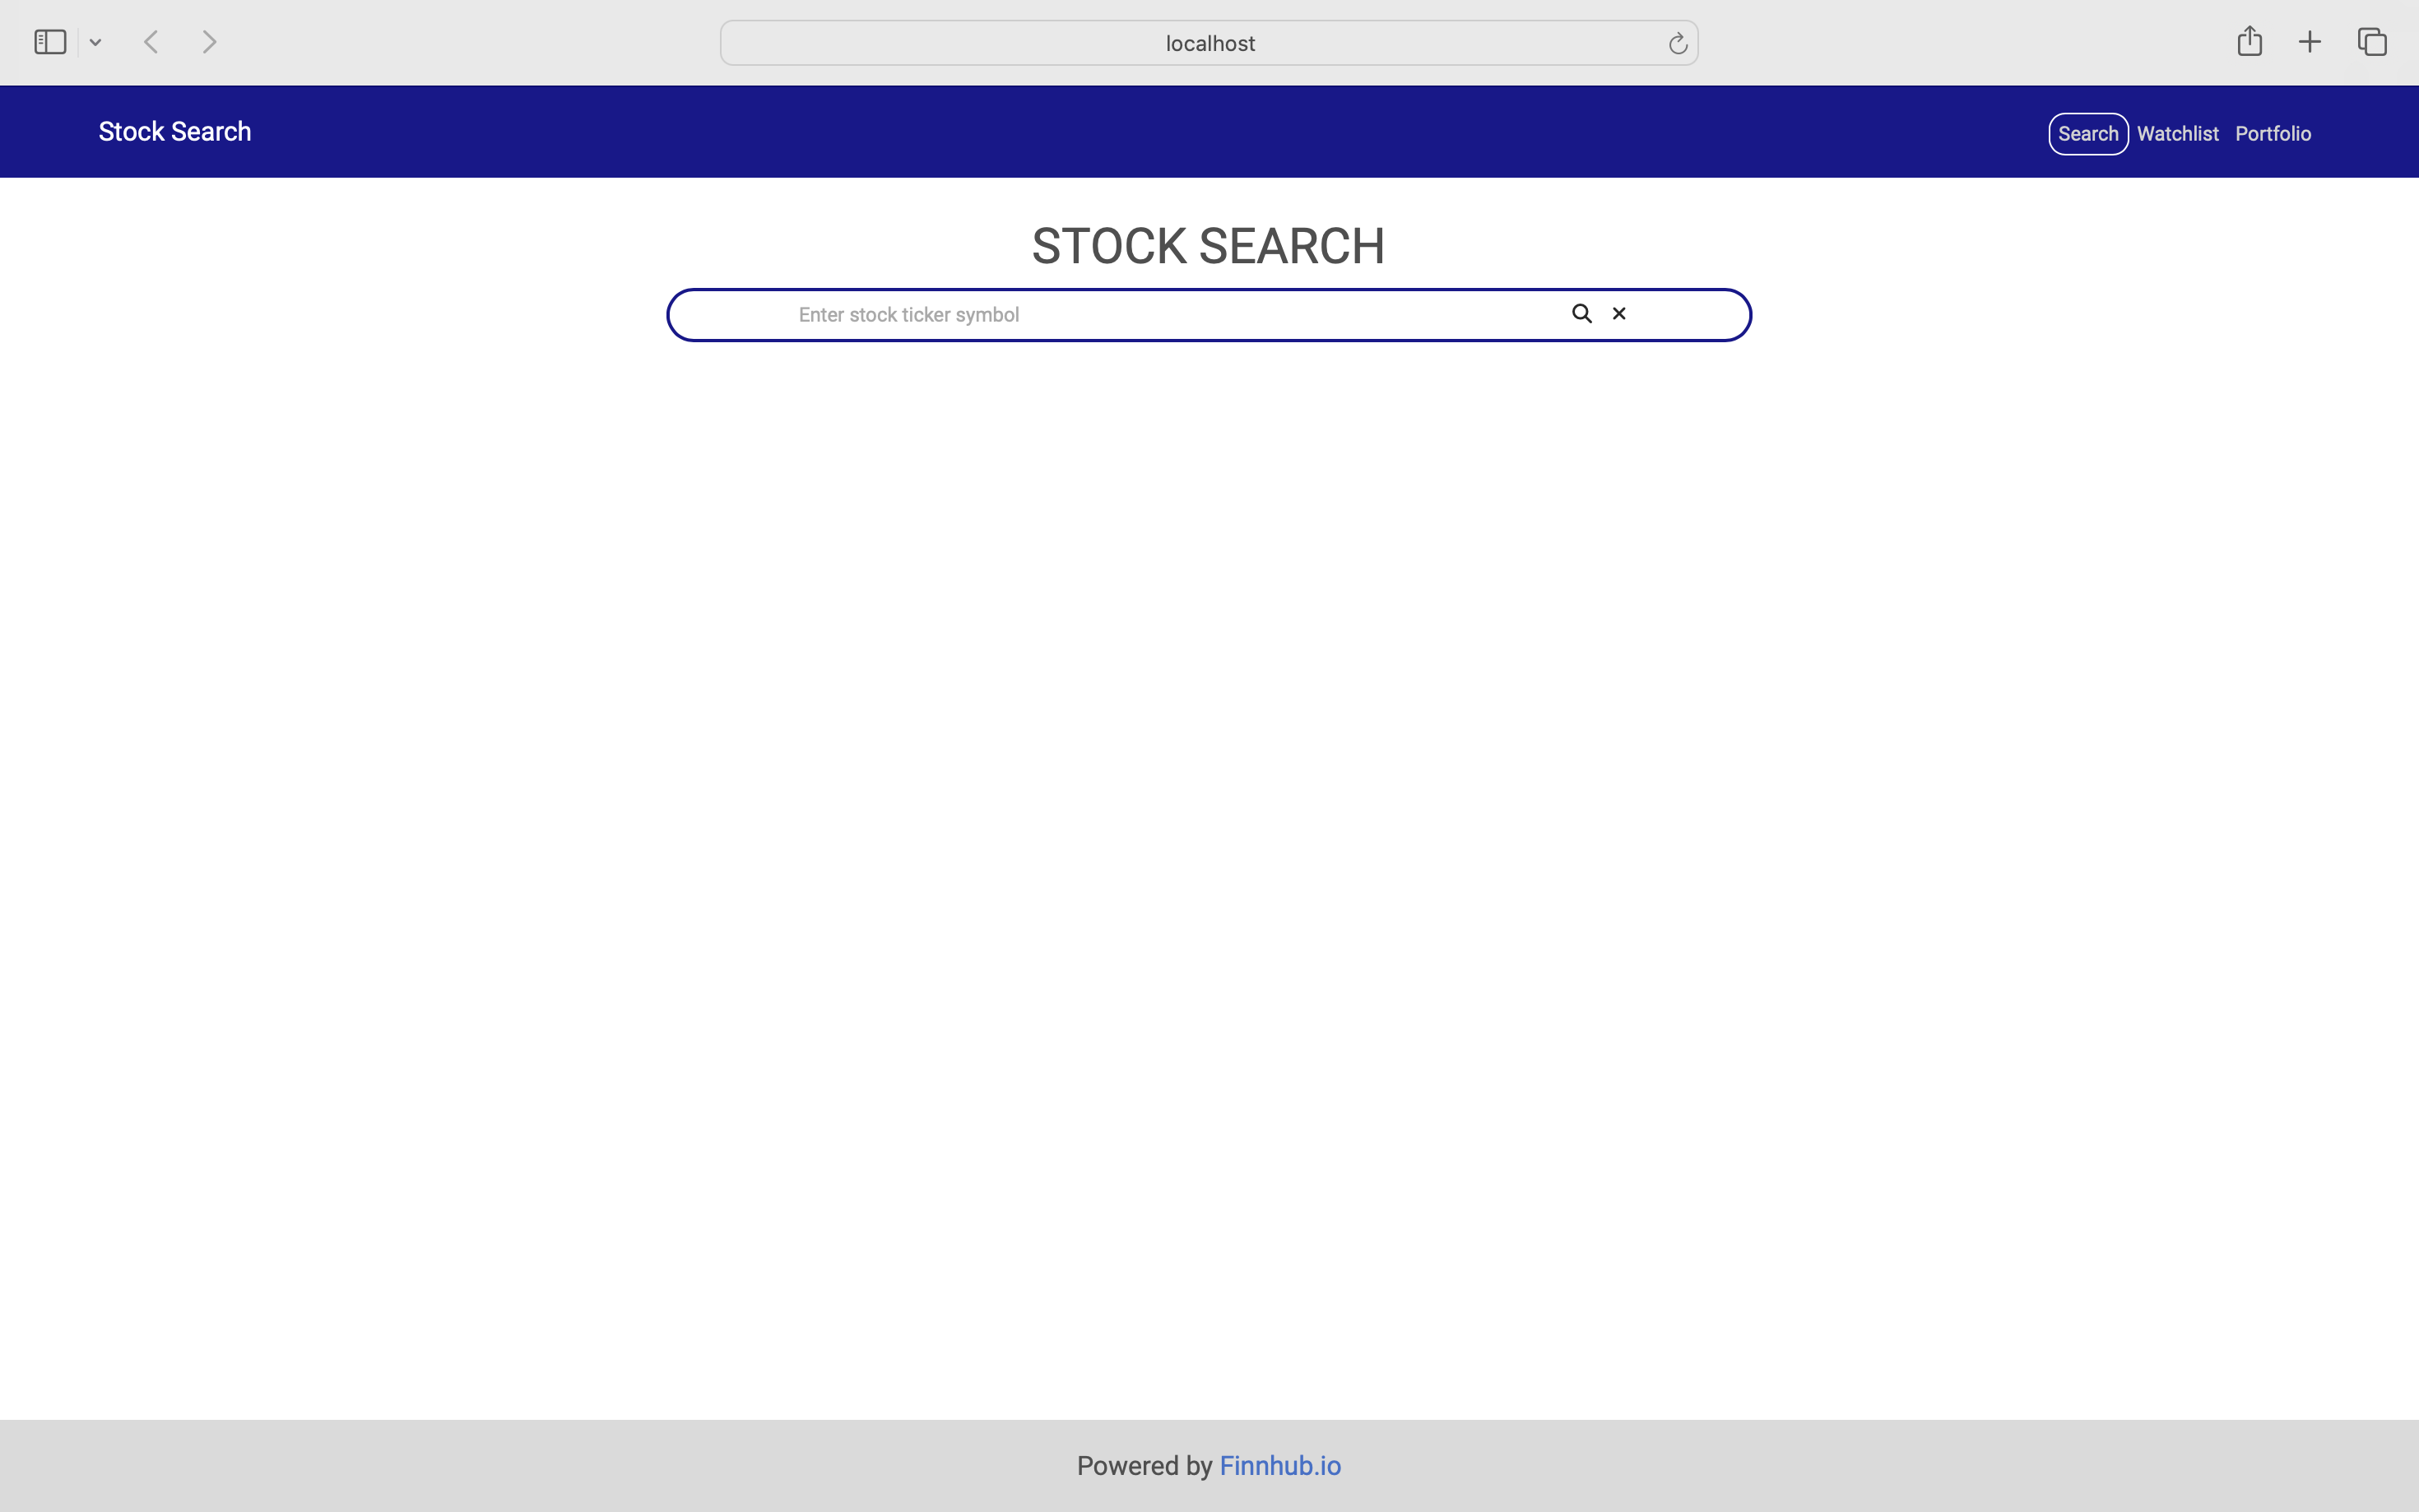 localhost
Stock Search
Search Watchlist Portfolio
STOCK SEARCH
Enter stock ticker symbol
Powered by Finnhub.io